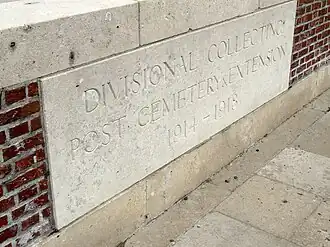 DIVISIONAL COLLECTING
POST CEMETERY & EXTENSION
1914-1918